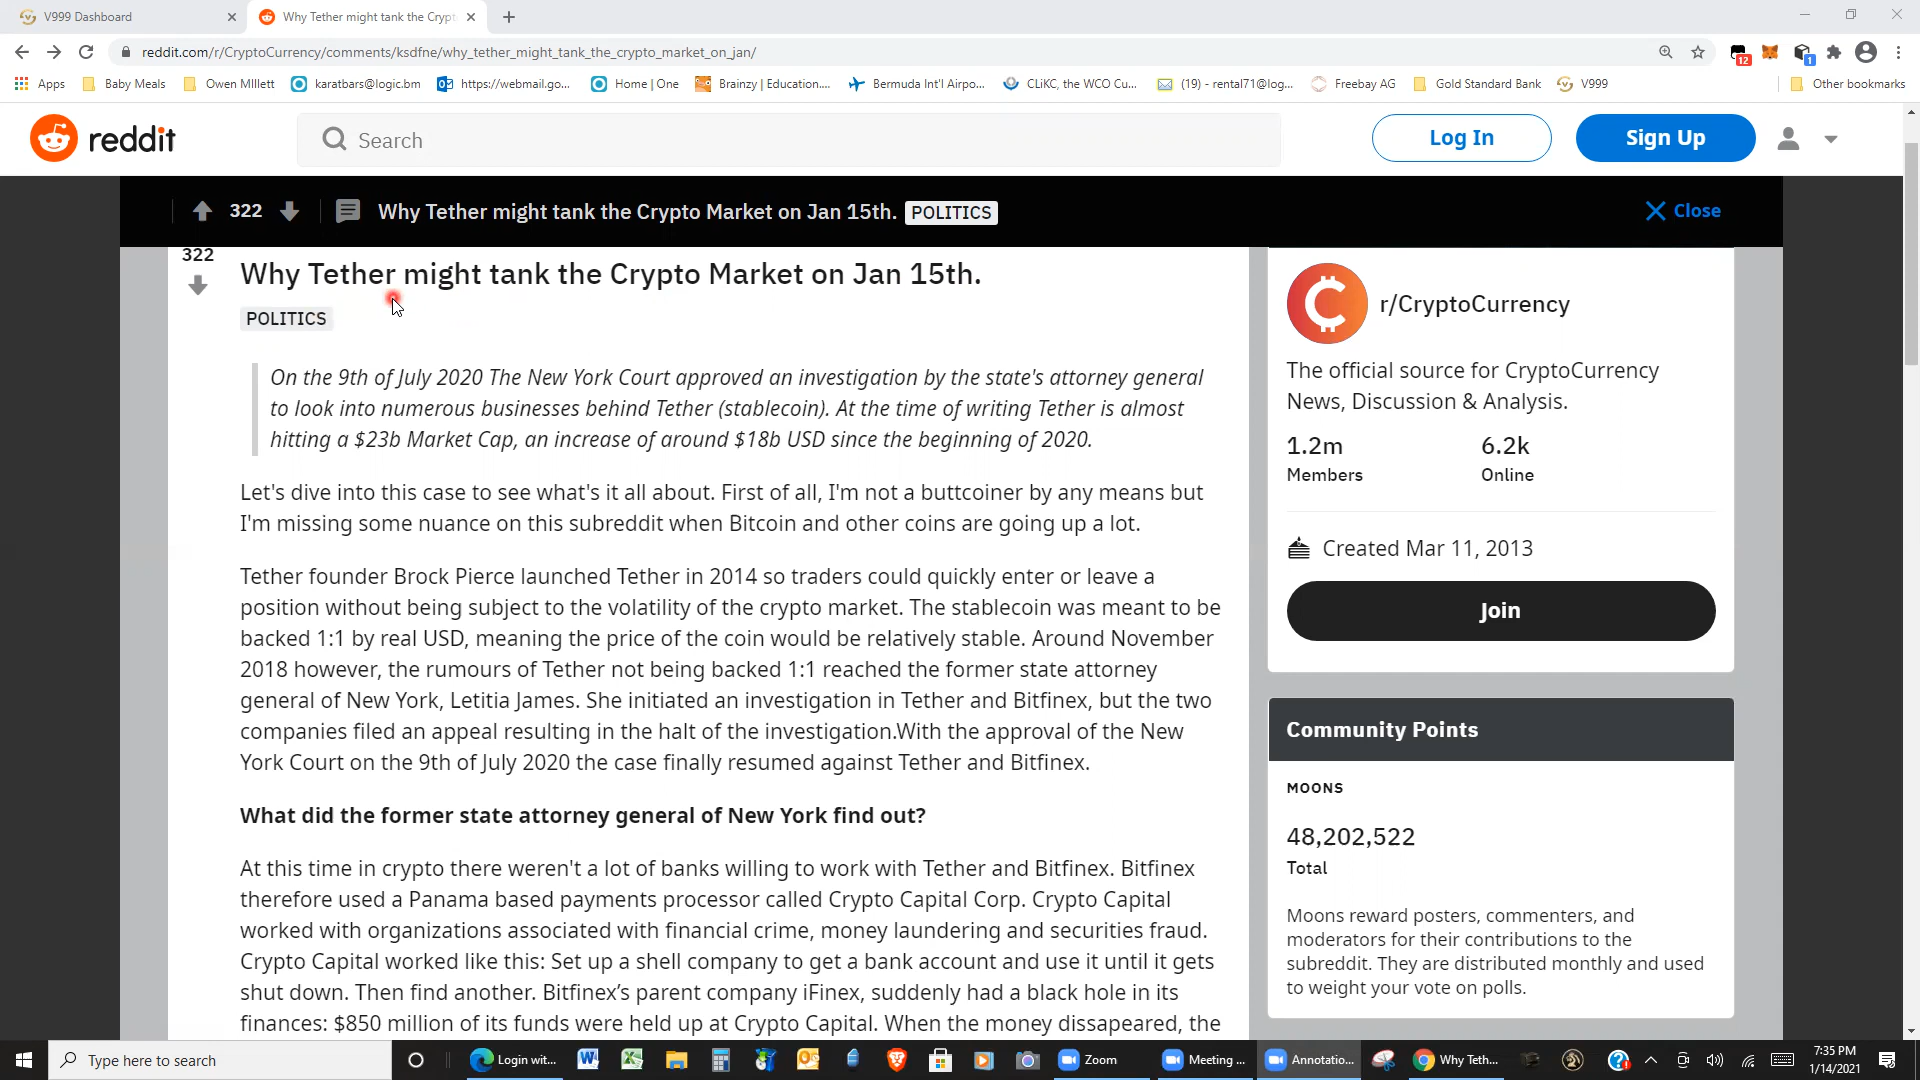 V999 Dashboard
Why Tether might tank the Crypt
reddit.com/r/CryptoCurrency/comments/ksdfne/why_tether_might_tank_the_crypto_market_on_jan/
12
1
Apps
Baby Meals
Owen MIllett
karatbars@logic.bm
https://webmail.go...
Home | One
Brainzy | Education....
Bermuda Int'l Airpo...
CLiKC, the WCO Cu...
(19) - rental71@log...
Freebay AG
Gold Standard Bank
V999
Other bookmarks
reddit
Search
Log In
Sign Up
322
Why Tether might tank the Crypto Market on Jan 15th.
POLITICS
Close
322
Why Tether might tank the Crypto Market on Jan 15th.
POLITICS
On the 9th of July 2020 The New York Court approved an investigation by the state's attorney general
to look into numerous businesses behind Tether (stablecoin). At the time of writing Tether is almost
hitting a $23b Market Cap, an increase of around $18b USD since the beginning of 2020.
Let's dive into this case to see what's it all about. First of all, I'm not a buttcoiner by any means but
I'm missing some nuance on this subreddit when Bitcoin and other coins are going up a lot.
Tether founder Brock Pierce launched Tether in 2014 so traders could quickly enter or leave a
position without being subject to the volatility of the crypto market. The stablecoin was meant to be
backed 1:1 by real USD, meaning the price of the coin would be relatively stable. Around November
2018 however, the rumours of Tether not being backed 1:1 reached the former state attorney
general of New York, Letitia James. She initiated an investigation in Tether and Bitfinex, but the two
companies filed an appeal resulting in the halt of the investigation.With the approval of the New
York Court on the 9th of July 2020 the case finally resumed against Tether and Bitfinex.
What did the former state attorney general of New York find out?
At this time in crypto there weren't a lot of banks willing to work with Tether and Bitfinex. Bitfinex
therefore used a Panama based payments processor called Crypto Capital Corp. Crypto Capital
worked with organizations associated with financial crime, money laundering and securities fraud.
Crypto Capital worked like this: Set up a shell company to get a bank account and use it until it gets
shut down. Then find another. Bitfinex’s parent company iFinex, suddenly had a black hole in its
finances: $850 million of its funds were held up at Crypto Capital. When the money dissapeared, the
r/CryptoCurrency
The official source for CryptoCurrency
News, Discussion & Analysis.
1.2m
Members
6.2k
Online
Created Mar 11, 2013
Join
Community Points
MOONS
48,202,522
Total
Moons reward posters, commenters, and
moderators for their contributions to the
subreddit. They are distributed monthly and used
to weight your vote on polls.
Type here to search
Login wit...
Zoom
Meeting ...
Annotatio...
Why Teth...
7:35 PM
1/14/2021